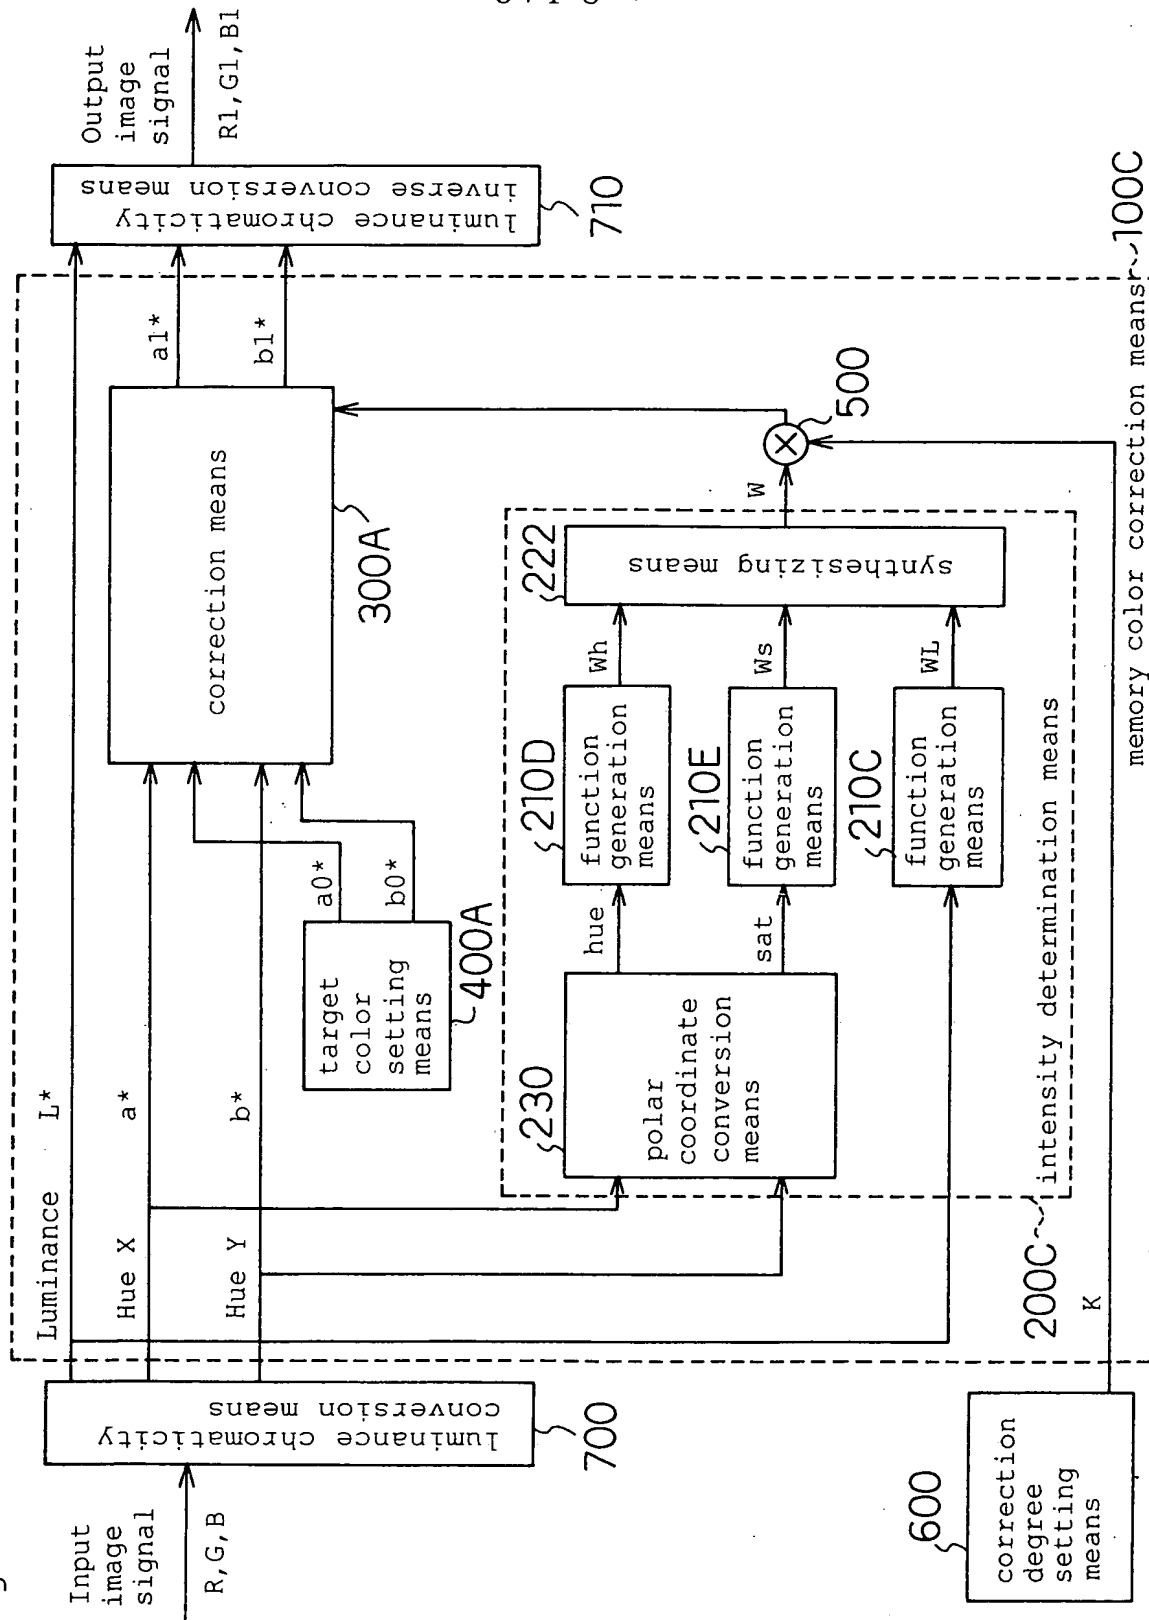 Input
image
signal
R,G,B
luminance chromaticity
conversion means
700
Luminance L*
Hue X a*
Hue Y b*
target
color
setting
means
400A
a0*
b0*
correction means
300A
a1*
b1*
luminance chromaticity
inverse conversion means
710
Output
image
signal
R1,G1,B1
230
polar
coordinate
conversion
means
hue
sat
210D
function
generation
means
210E
function
generation
means
210C
function
generation
means
Wh
Ws
WL
222
synthesizing means
W
500
200C
intensity determination means
600
correction
degree
setting
means
K
memory color correction means
100C